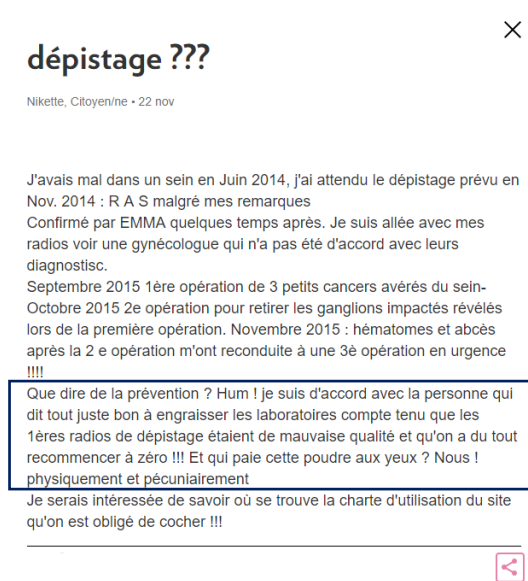 dépistage ???
Nikette, Citoyen/ne • 22 nov
J'avais mal dans un sein en Juin 2014, j'ai attendu le dépistage prévu en
Nov. 2014 : R A S malgré mes remarques
Confirmé par EMMA quelques temps après. Je suis allée avec mes
radios voir une gynécologue qui n'a pas été d'accord avec leurs
diagnostisc.
Septembre 2015 1ère opération de 3 petits cancers avérés du sein-
Octobre 2015 2e opération pour retirer les ganglions impactés révélés
lors de la première opération. Novembre 2015 : hématomes et abcès
après la 2 e opération m'ont reconduite à une 3è opération en urgence
!!!!
Que dire de la prévention ? Hum ! je suis d'accord avec la personne qui
dit tout juste bon à engraisser les laboratoires compte tenu que les
1ères radios de dépistage étaient de mauvaise qualité et qu'on a du tout
recommencer à zéro !!! Et qui paie cette poudre aux yeux ? Nous !
physiquement et pécuniairement
Je serais intéressée de savoir où se trouve la charte d'utilisation du site
qu'on est obligé de cocher !!!